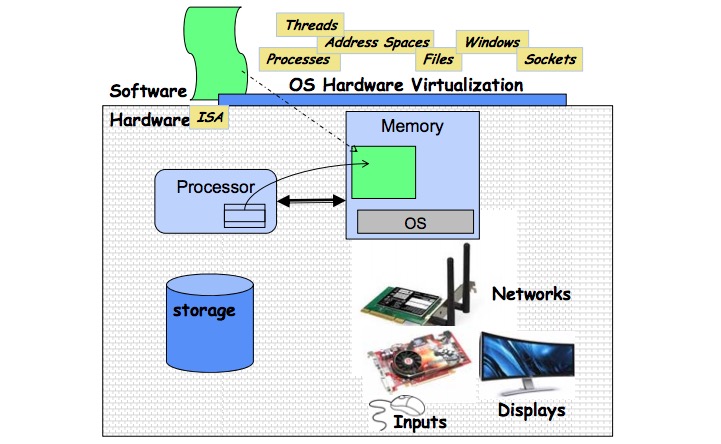 Threads
Address Spaces
Windows
Processes
Files
Sockets
Software
OS Hardware Virtualization
Hardware
ISA
Memory
Processor
OS
Networks
storage
Displays
Inputs